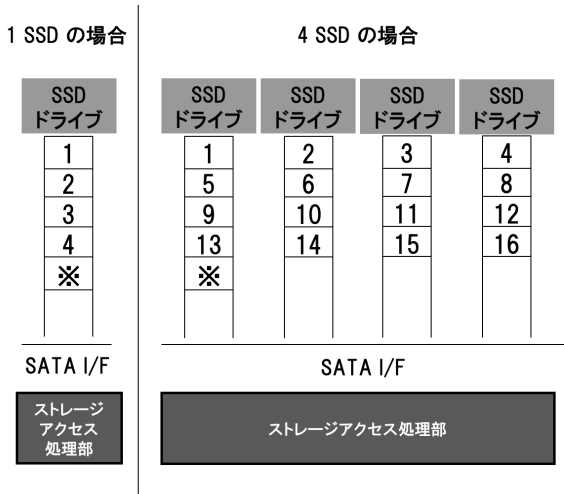 1 SSD の場合
4 SSD の場合
SSD
ドライブ
SSD
ドライブ
SSD
ドライブ
SSD
ドライブ
SSD
ドライブ
1
1
2
3
4
2
5
6
7
8
3
9
10
11
12
4
13
14
15
16
※
※
SATA I/F
SATA I/F
ストレージ
アクセス
処理部
ストレージアクセス処理部